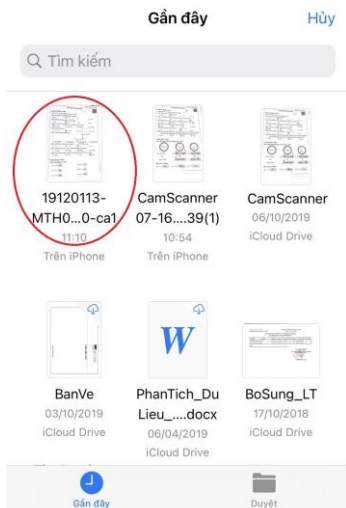 Gần đây
Hủy
Tìm kiếm
19120113-
MTH0...0-ca1
11:10
Trên iPhone
CamScanner
07-16....39(1)
10:54
Trên iPhone
CamScanner
06/10/2019
iCloud Drive
BanVe
03/10/2019
iCloud Drive
W
PhanTich_Du
Lieu_....docx
06/04/2019
iCloud Drive
BoSung_LT
17/10/2018
iCloud Drive
Gần đây
Duyệt